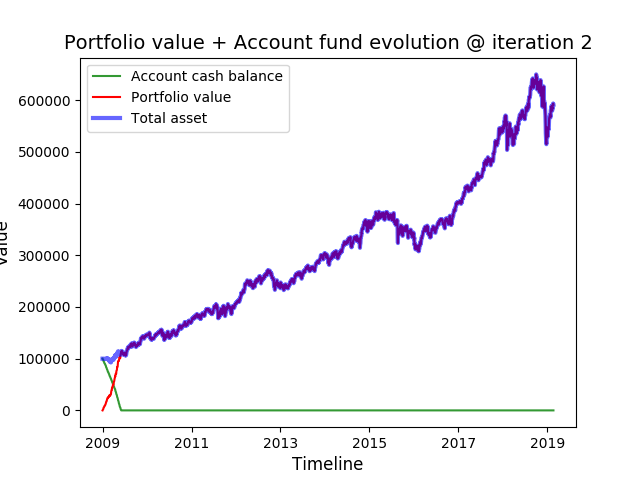 Portfolio value + Account fund evolution @ iteration 2
Account cash balance
Portfolio value
Total asset
600000
500000
400000
300000
200000
100000
0
2009 2011 2013 2015 2017 2019
Timeline